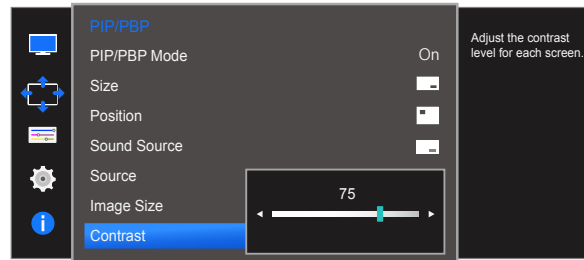 PIP/PBP
PIP/PBP Mode On
Size
Position
Sound Source
Source
Image Size
Contrast
75
Adjust the contrast
level for each screen.